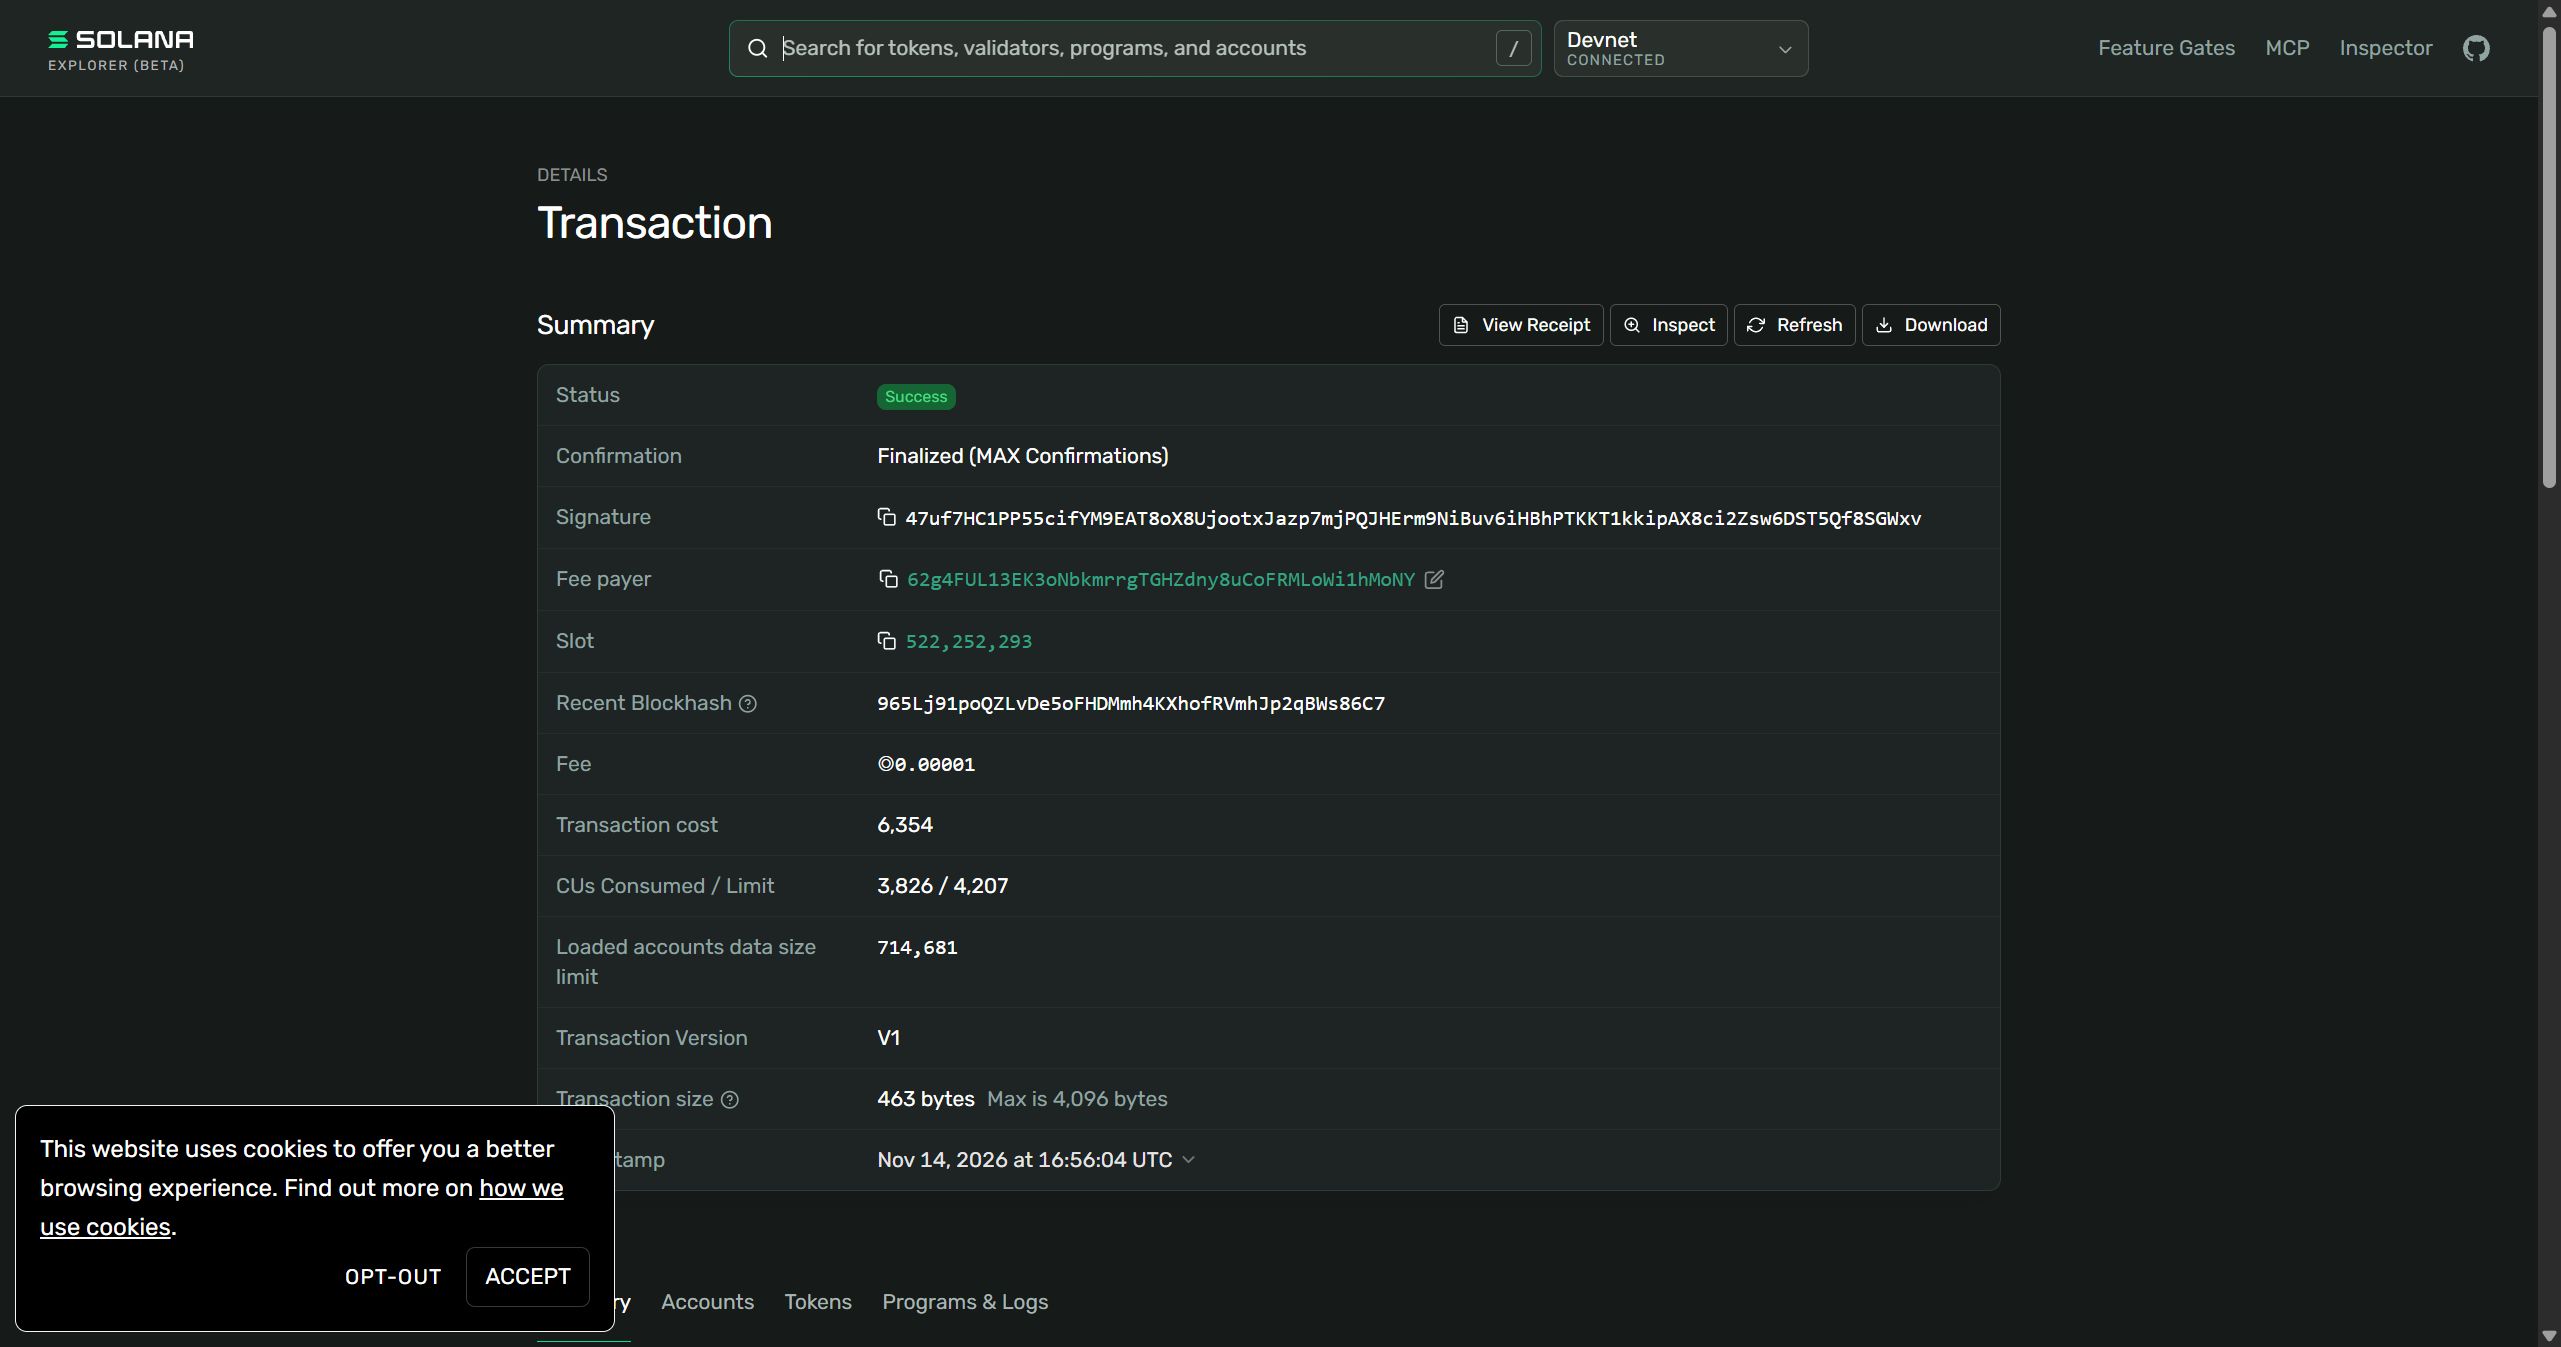 SOLANA
EXPLORER (BETA)
Search for tokens, validators, programs, and accounts
/
Devnet
CONNECTED
Feature Gates
MCP
Inspector
DETAILS
Transaction
Summary
View Receipt
Inspect
Refresh
Download
Status
Success
Confirmation
Finalized (MAX Confirmations)
Signature
47uf7HC1PP55cifYM9EAT8oX8UjootxJazp7mjPQJHErm9NiBuv6iHBhPTKKT1kkipAX8ci2Zsw6DST5Qf8SGWxv
Fee payer
62g4FUL13EK3oNbkmrrgTGHZdny8uCoFRMLoWi1hMoNY
Slot
522,252,293
Recent Blockhash
965Lj91poQZLvDe5oFHDMmh4KXhofRVmhJp2qBWs86C7
Fee
◎0.00001
Transaction cost
6,354
CUs Consumed / Limit
3,826 / 4,207
Loaded accounts data size
limit
714,681
Transaction Version
V1
Transaction size
463 bytes Max is 4,096 bytes
tamp
Nov 14, 2026 at 16:56:04 UTC
This website uses cookies to offer you a better
browsing experience. Find out more on how we
use cookies.
OPT-OUT
ACCEPT
ry
Accounts
Tokens
Programs & Logs